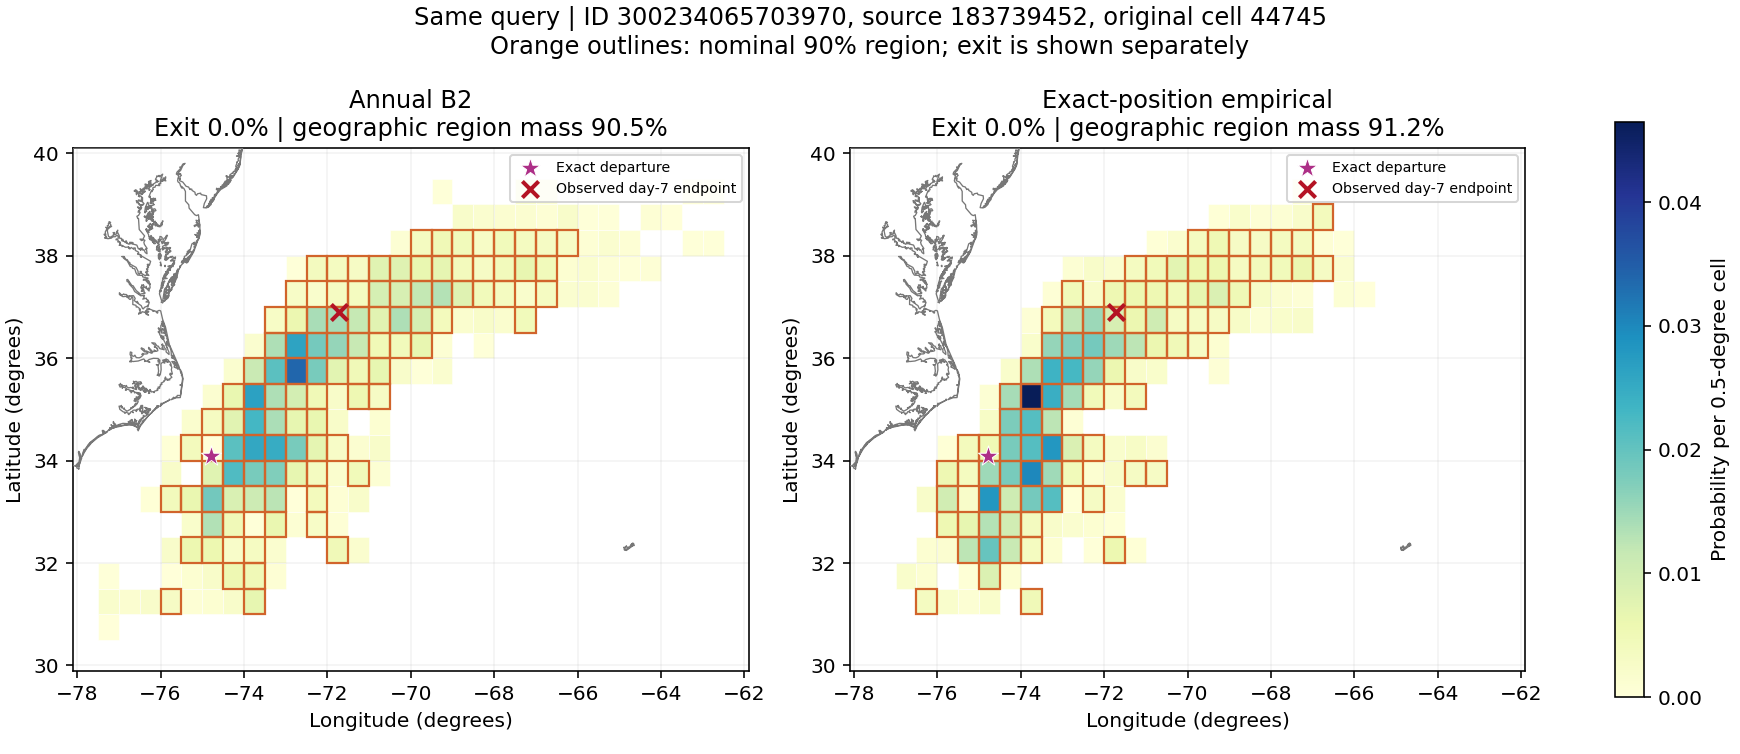 Same query | ID 300234065703970, source 183739452, original cell 44745
Orange outlines: nominal 90% region; exit is shown separately
Annual B2
Exit 0.0% | geographic region mass 90.5%
Exact departure
Observed day-7 endpoint
40
38
36
34
32
30
Latitude (degrees)
−78
−76
−74
−72
−70
−68
−66
−64
−62
Longitude (degrees)
Exact-position empirical
Exit 0.0% | geographic region mass 91.2%
Exact departure
Observed day-7 endpoint
40
38
36
34
32
30
Latitude (degrees)
−78
−76
−74
−72
−70
−68
−66
−64
−62
Longitude (degrees)
0.04
0.03
0.02
0.01
0.00
Probability per 0.5-degree cell